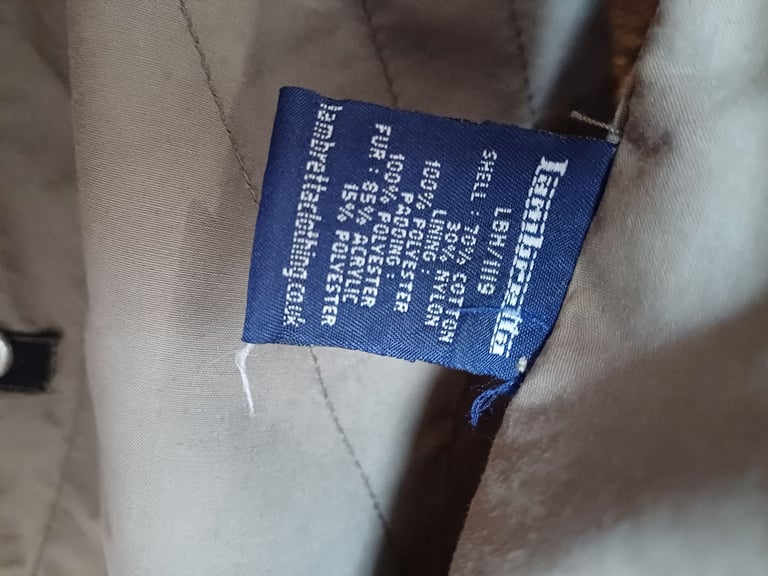 Lambretta
LBH/1119
SHELL : 70% COTTON
30% NYLON
LINING :
100% POLYESTER
PADDING :
100% POLYESTER
FUR : 85% ACRYLIC
15% POLYESTER
lambrettaclothing.co.uk